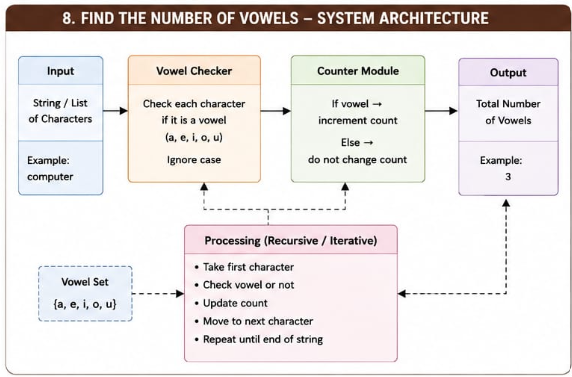 8. FIND THE NUMBER OF VOWELS – SYSTEM ARCHITECTURE
Input
String / List
of Characters
Example:
computer
Vowel Checker
Check each character
if it is a vowel
(a, e, i, o, u)
Ignore case
Counter Module
If vowel →
increment count
Else →
do not change count
Output
Total Number
of Vowels
Example:
3
Processing (Recursive / Iterative)
• Take first character
• Check vowel or not
• Update count
• Move to next character
• Repeat until end of string
Vowel Set
{a, e, i, o, u}